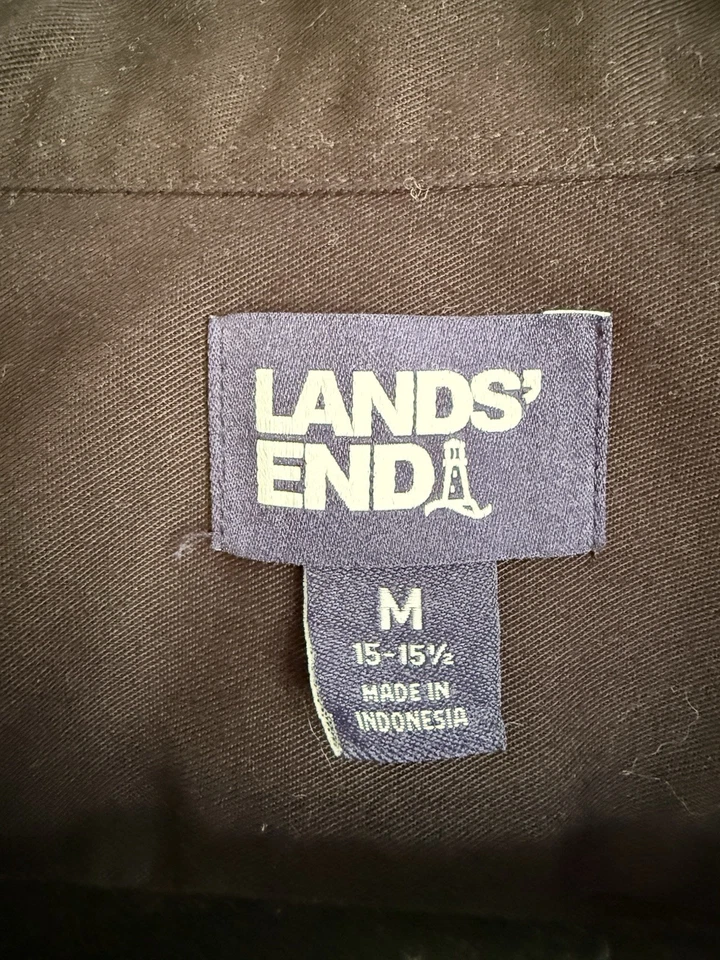 LANDS'
END
M
15-15½
MADE IN
INDONESIA